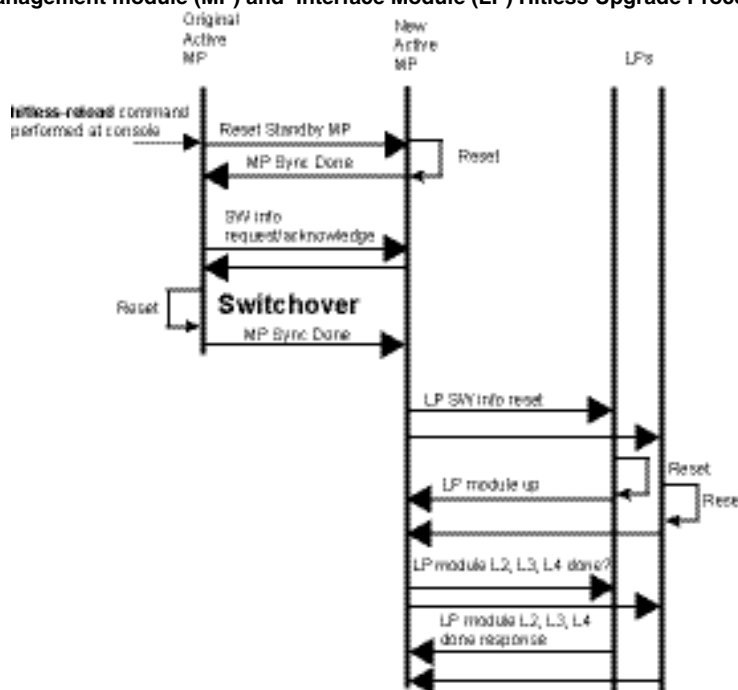 anagement module (MP) and Interface Module (LP) Hitless Upgrade Proce
Original
Active
MP
New
Active
MP
LPs
hitless-reload command
performed at console
Reset Standby MP
Reset
MP Sync Done
SW info
request/acknowledge
Reset
Switchover
MP Sync Done
LP SW info reset
Reset
LP module up
Rese
LP module L2, L3, L4 done?
LP module L2, L3, L4
done response